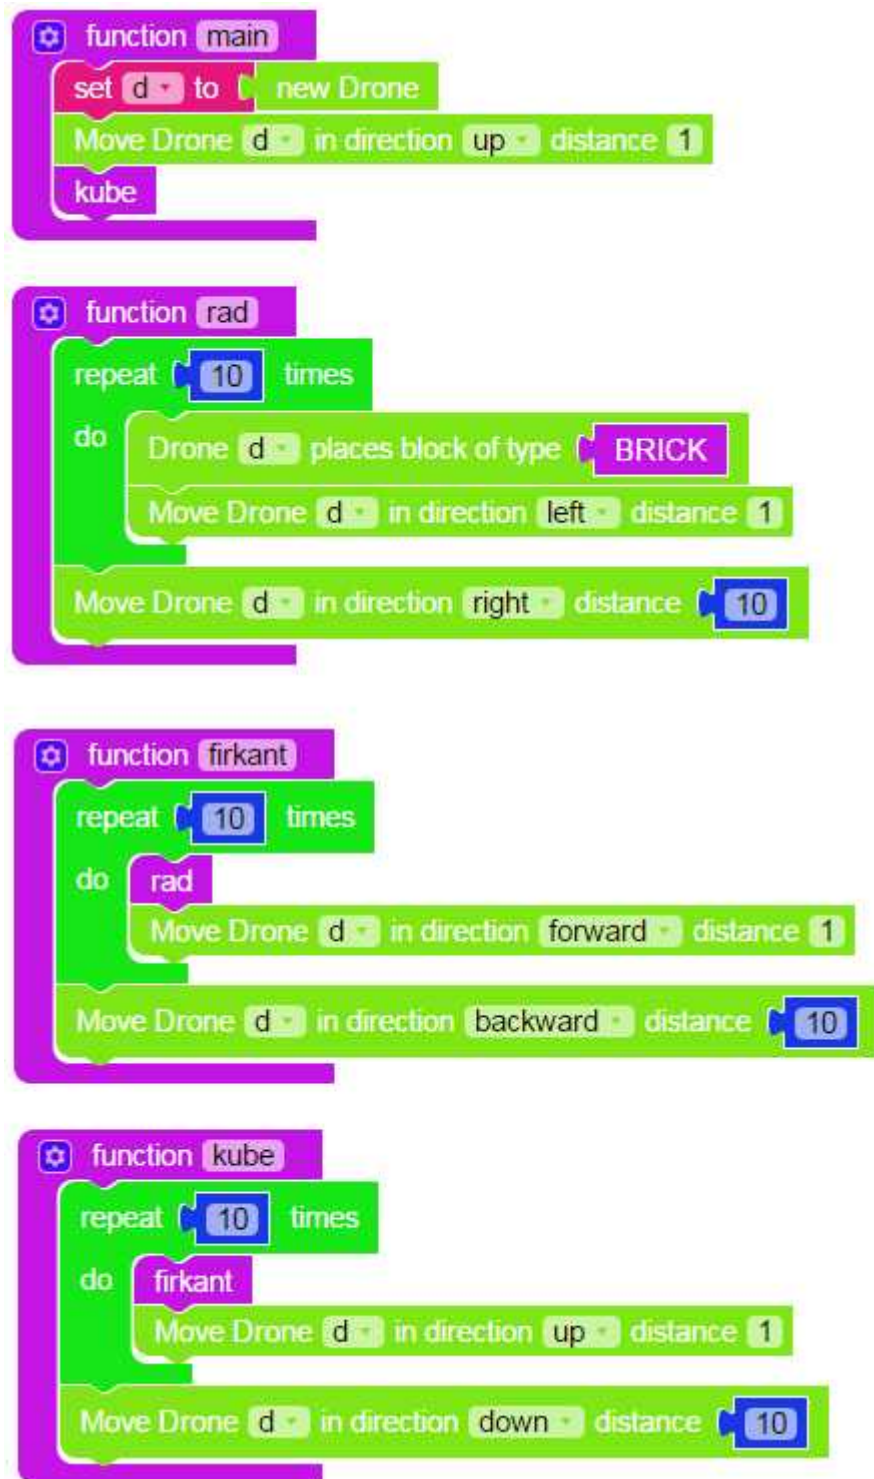 function main
set d to new Drone
Move Drone d in direction up distance 1
kube
function rad
repeat 10 times
do Drone d places block of type BRICK
Move Drone d in direction left distance 1
Move Drone d in direction right distance 10
function firkant
repeat 10 times
do rad
Move Drone d in direction forward distance 1
Move Drone d in direction backward distance 10
function kube
repeat 10 times
do firkant
Move Drone d in direction up distance 1
Move Drone d in direction down distance 10